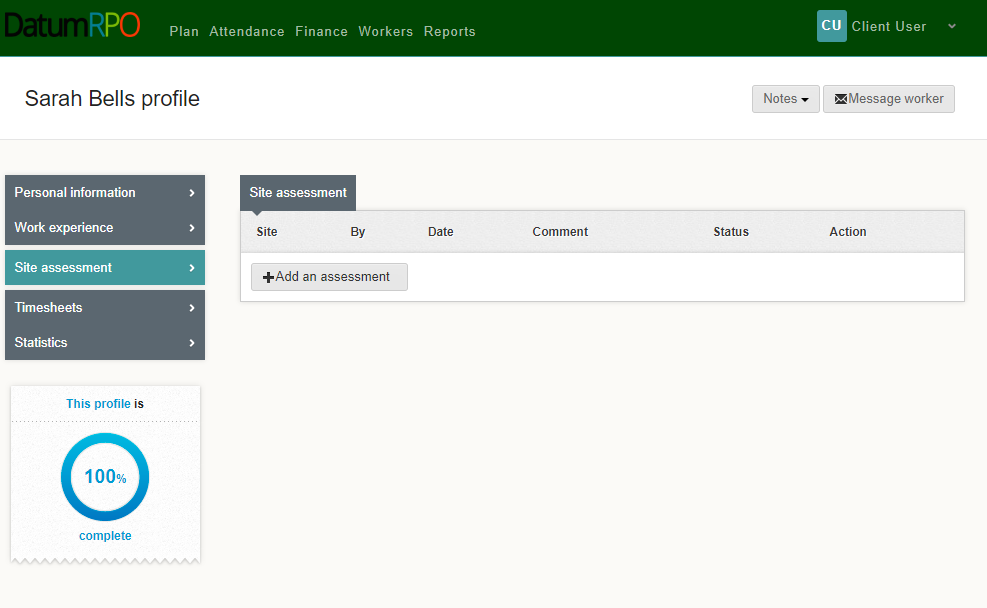 DatumRPO
Plan Attendance Finance Workers Reports
CU Client User
Sarah Bells profile
Notes
Message worker
Personal information
Work experience
Site assessment
Timesheets
Statistics
This profile is
100%
complete
Site assessment
Site By Date Comment Status Action
Add an assessment